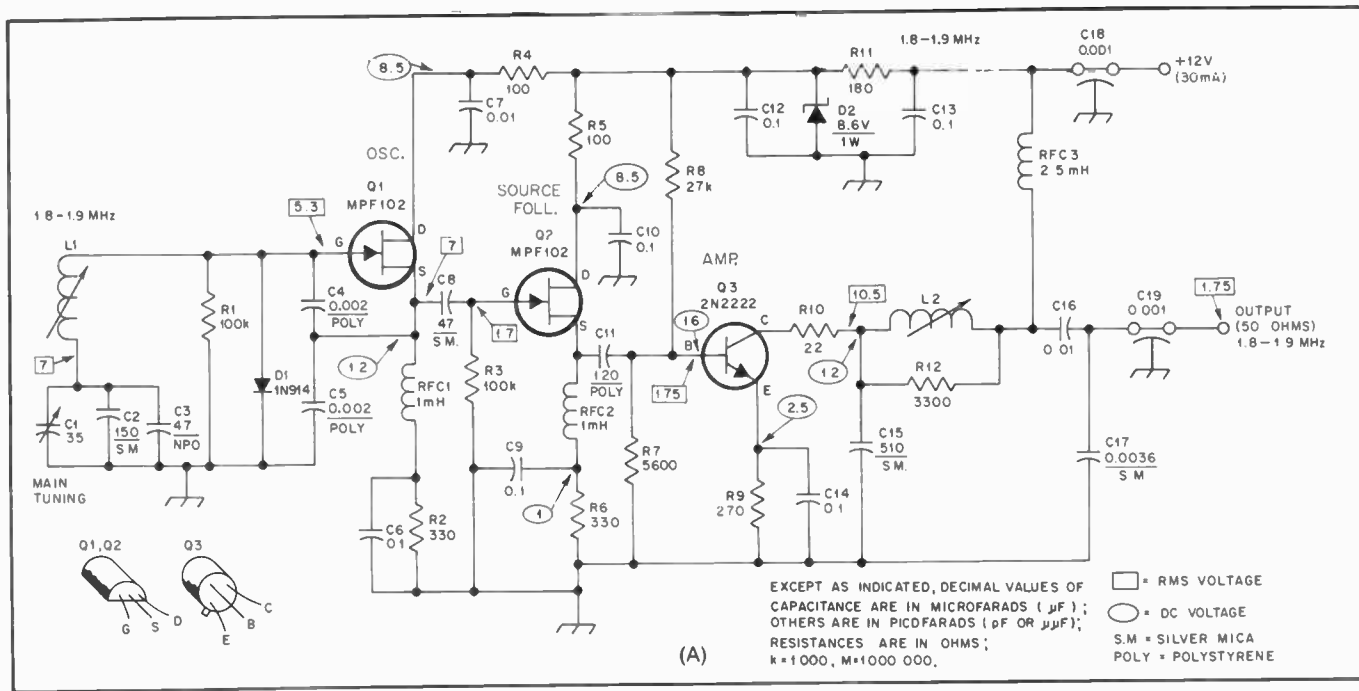 1.8-1.9 MHz
C18
0.001
+12V
(30mA)
R4
100
R11
180
8.5
C7
0.01
C12
0.1
D2
8.6V
1W
C13
0.1
R5
100
OSC.
R8
27k
RFC3
2 5mH
Q1
MPF102
SOURCE
FOLL.
8.5
1 8-1.9 MHz
5.3
G
D
S
7
Q2
MPF102
C10
0.1
L1
AMP.
Q3
2N2222
C4
0.002
POLY
C8
47
SM.
G
D
S
1.7
16
B
C
E
R10
22
10.5
L2
C16
0 01
C19
0 001
1.75
OUTPUT
(50 OHMS)
1.8-1.9 MHz
R1
100k
12
C11
120
POLY
175
12
R12
3300
7
D1
1N914
R3
100k
C5
0.002
POLY
RFC1
1mH
RFC2
1mH
2.5
C1
35
C2
150
S M
C3
47
NPO
C9
0.1
R7
5600
C15
510
S M.
C17
0.0036
S M
MAIN
TUNING
1
R9
270
C14
0.1
C6
0 1
R2
330
R6
330
Q1,Q2
Q3
G
S
D
C
B
E
EXCEPT AS INDICATED, DECIMAL VALUES OF
CAPACITANCE ARE IN MICROFARADS ( µF ) ;
OTHERS ARE IN PICOFARADS ( pF OR µµF);
RESISTANCES ARE IN OHMS ;
k=1000, M=1000 000.
= RMS VOLTAGE
= DC VOLTAGE
S.M = SILVER MICA
POLY = POLYSTYRENE
(A)